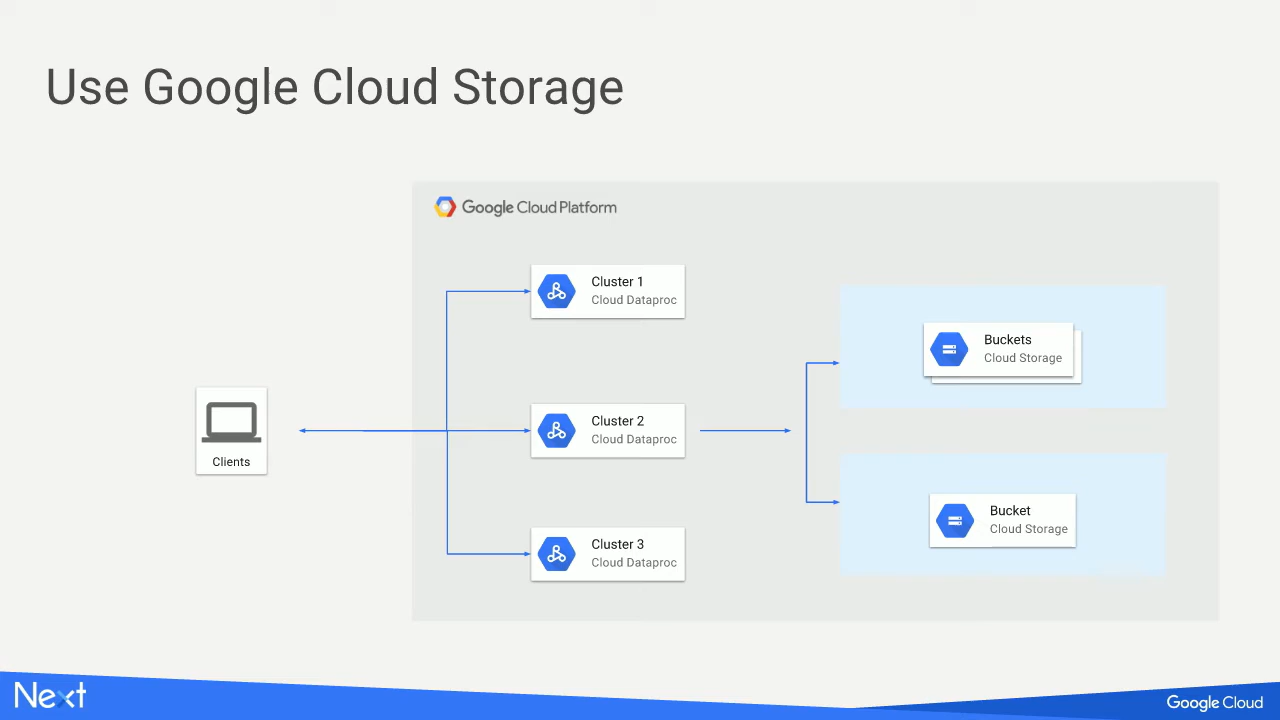 Use Google Cloud Storage
Google Cloud Platform
Cluster 1
Cloud Dataproc
Cluster 2
Cloud Dataproc
Cluster 3
Cloud Dataproc
Clients
Buckets
Cloud Storage
Bucket
Cloud Storage
Next
Google Cloud